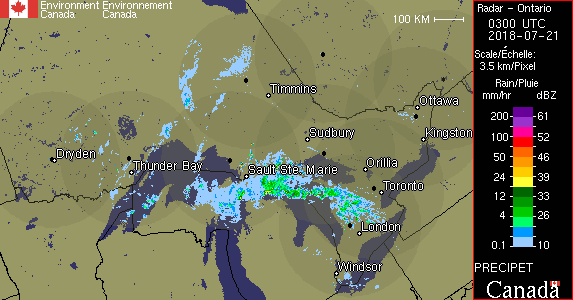 Environment Environnement
Canada Canada
100 KM
Timmins
Ottawa
Sudbury
Kingston
Dryden
Thunder Bay
Sault Ste. Marie
Orillia
Toronto
London
Windsor
Radar - Ontario
0300 UTC
2018-07-21
Scale/Échelle:
3.5 km/Pixel
Rain/Pluie
mm/hr dBZ
200 61
100 52
50 46
24 39
12 33
4 26
0.1 10
PRECIPET
Canada